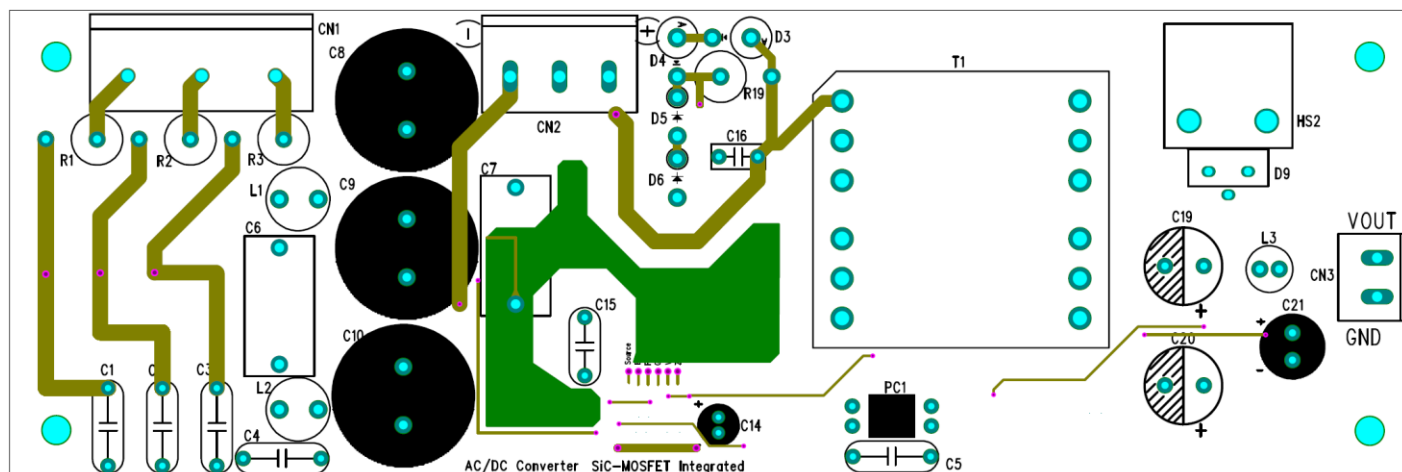 CN1
C8
D3
D4
T1
R19
D5
CN2
C16
HS2
R1
R2
R3
C7
D9
D6
C9
L1
C19
VOUT
C6
L3
CN3
C15
C21
GND
C10
C20
Source
C1
C3
L2
PC1
C14
C4
C5
AC/DC Converter SiC-MOSFET Integrated